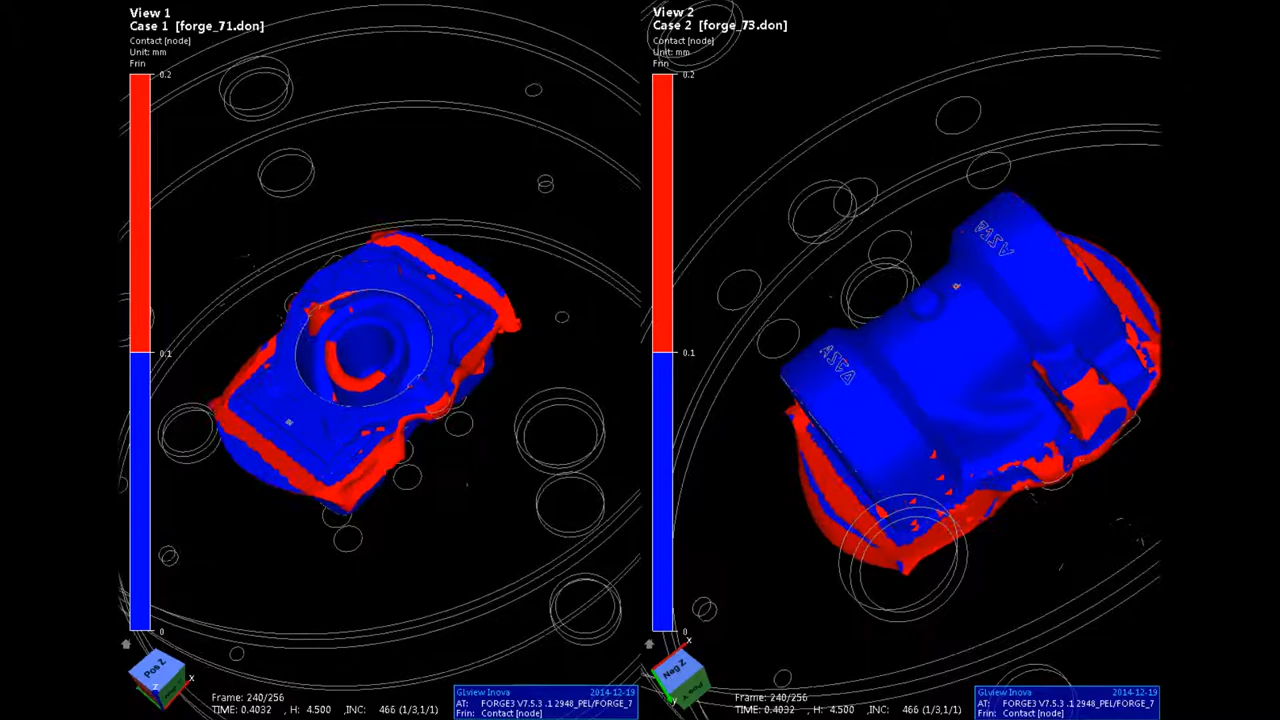 View 1
Case 1 [forge_71.don]
Contact [node]
Unit: mm
Frin
0.2
0.1
0
Pos Z
X
Z
Frame: 240/256
TIME: 0.4032 , H: 4.500 ,INC: 466 (1/3,1/1)
GLview Inova 2014-12-19
AT: FORGE3 V7.5.3 .1 2948_PEL/FORGE_7
Frin: Contact [node]
View 2
Case 2 [forge_73.don]
Contact [node]
Unit: mm
Frin
0.2
0.1
0
X
Neg Z
Y
Frame: 240/256
TIME: 0.4032 , H: 4.500 ,INC: 466 (1/3,1/1)
GLview Inova 2014-12-19
AT: FORGE3 V7.5.3 .1 2948_PEL/FORGE_7
Frin: Contact [node]